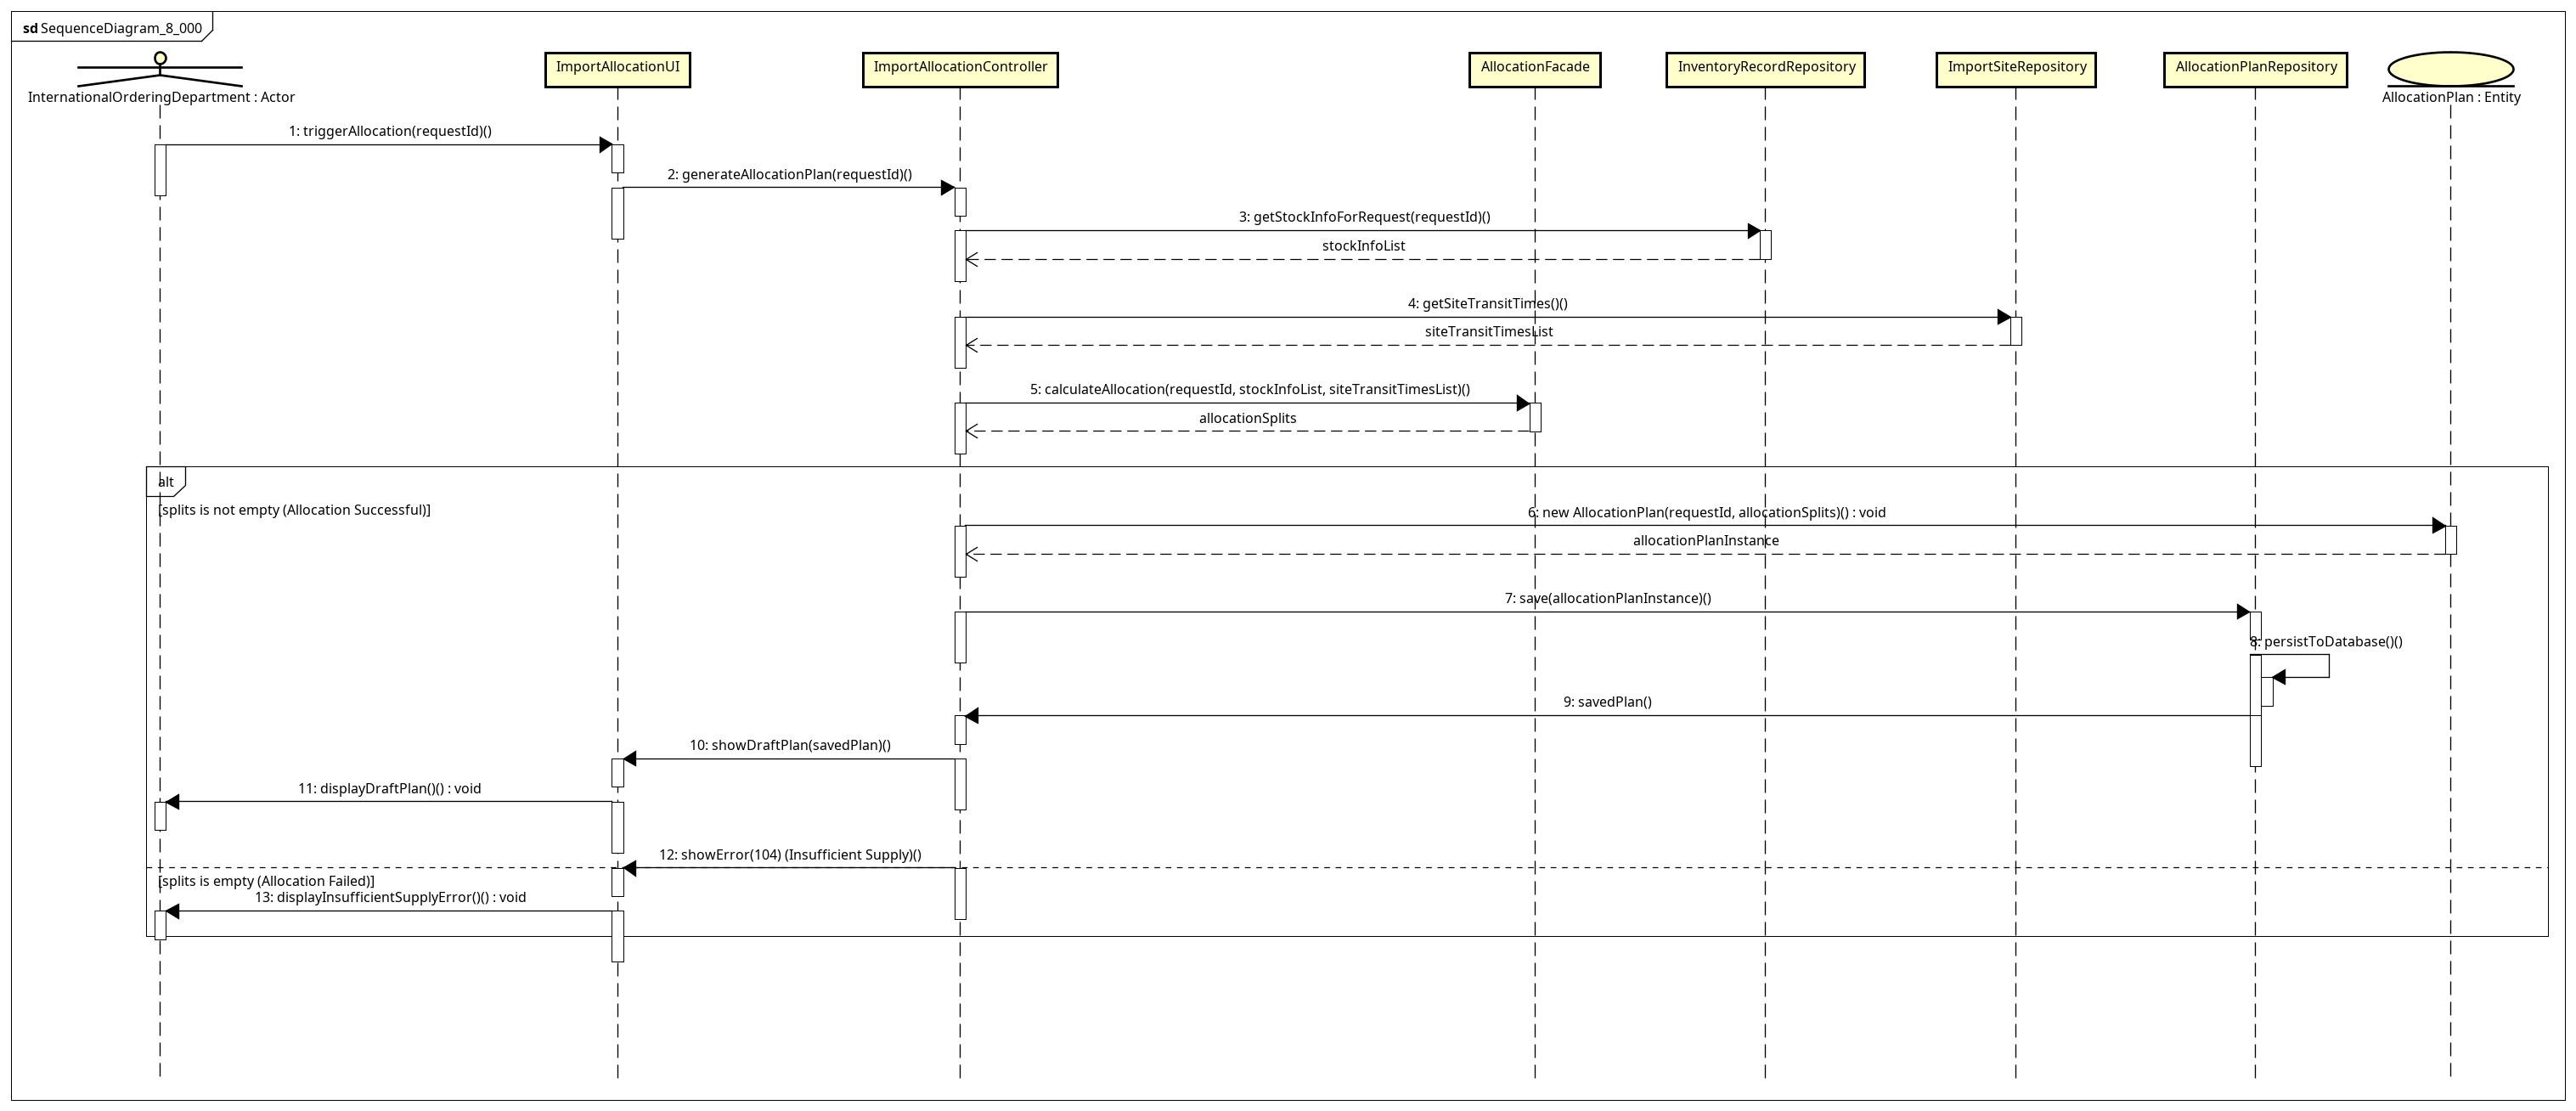 sd SequenceDiagram_8_000
InternationalOrderingDepartment : Actor
ImportAllocationUI
ImportAllocationController
AllocationFacade
InventoryRecordRepository
ImportSiteRepository
AllocationPlanRepository
AllocationPlan : Entity
1: triggerAllocation(requestId)()
2: generateAllocationPlan(requestId)()
3: getStockInfoForRequest(requestId)()
stockInfoList
4: getSiteTransitTimes()()
siteTransitTimesList
5: calculateAllocation(requestId, stockInfoList, siteTransitTimesList)()
allocationSplits
alt
[splits is not empty (Allocation Successful)]
6: new AllocationPlan(requestId, allocationSplits)() : void
allocationPlanInstance
7: save(allocationPlanInstance)()
8: persistToDatabase()()
9: savedPlan()
10: showDraftPlan(savedPlan)()
11: displayDraftPlan()() : void
12: showError(104) (Insufficient Supply)()
[splits is empty (Allocation Failed)]
13: displayInsufficientSupplyError()() : void